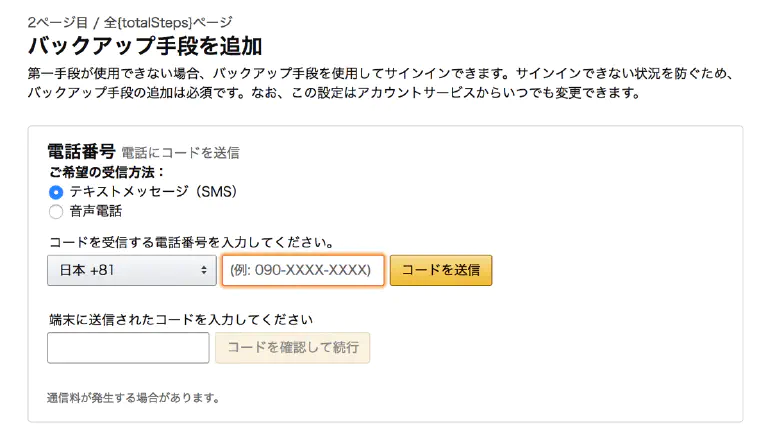 2ページ目 / 全{totalSteps}ページ
バックアップ手段を追加
第一手段が使用できない場合、バックアップ手段を使用してサインインできます。サインインできない状況を防ぐため、
バックアップ手段の追加は必須です。なお、この設定はアカウントサービスからいつでも変更できます。
電話番号 電話にコードを送信
ご希望の受信方法：
テキストメッセージ（SMS）
音声電話
コードを受信する電話番号を入力してください。
日本 +81 (例: 090-XXXX-XXXX) コードを送信
端末に送信されたコードを入力してください
コードを確認して続行
通信料が発生する場合があります。